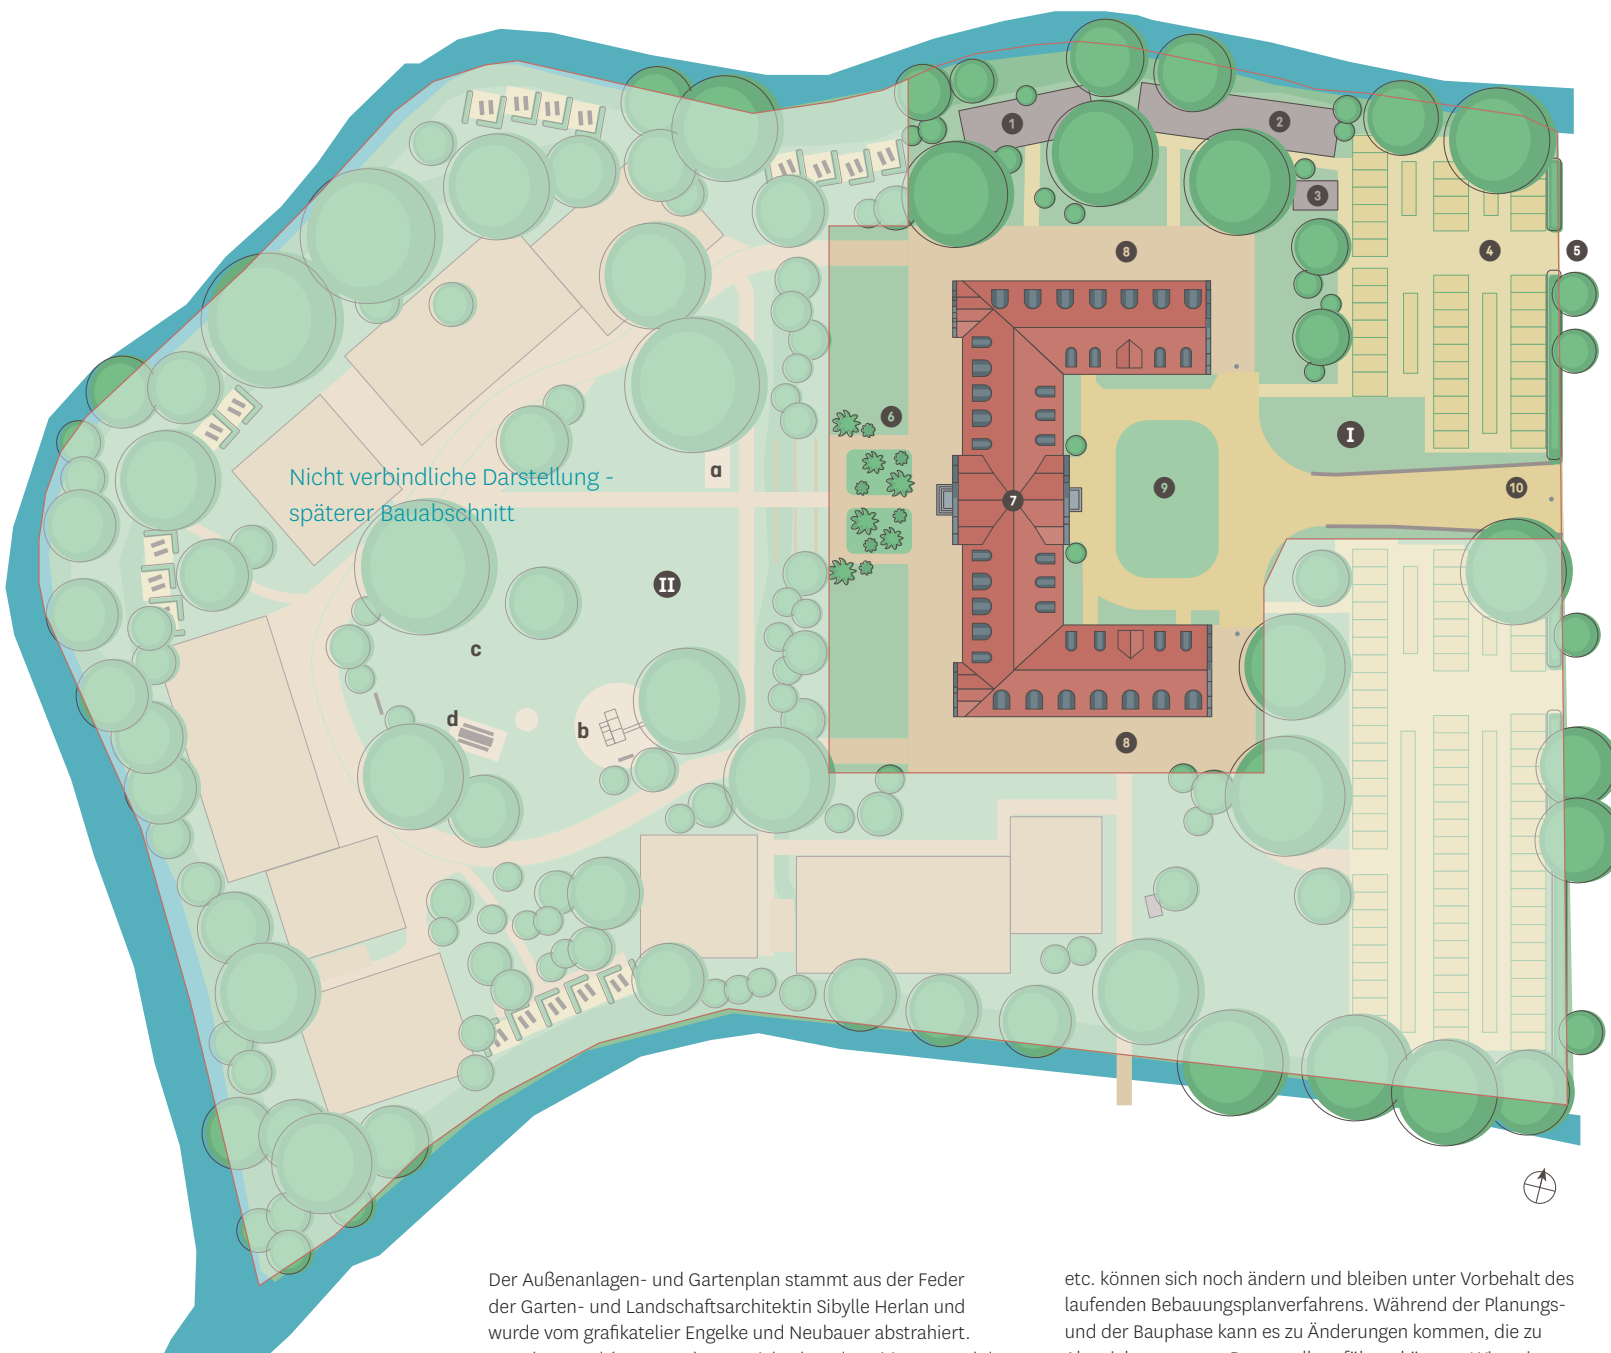 1
2
3
4
5
8
6
I
a
Nicht verbindliche Darstellung -
späterer Bauabschnitt
7
9
10
II
c
d
b
8
Der Außenanlagen- und Gartenplan stammt aus der Feder
der Garten- und Landschaftsarchitektin Sibylle Herlan und
wurde vom grafikatelier Engelke und Neubauer abstrahiert.
etc. können sich noch ändern und bleiben unter Vorbehalt des
laufenden Bebauungsplanverfahrens. Während der Planungs-
und der Bauphase kann es zu Änderungen kommen, die zu